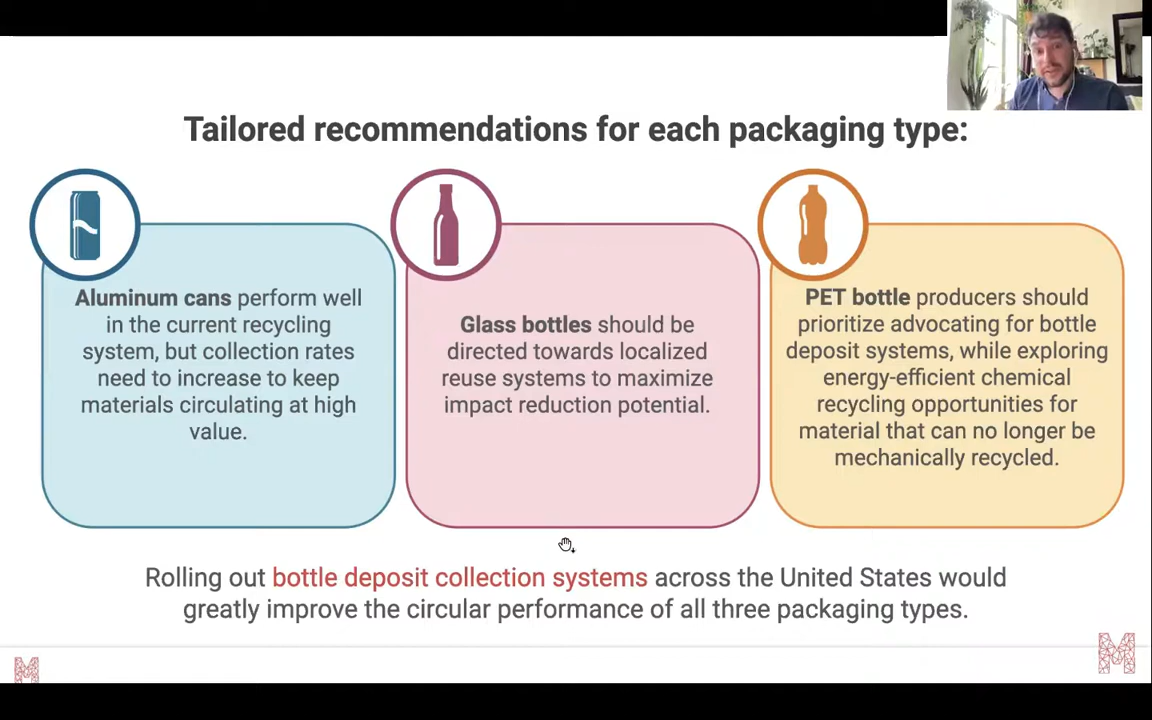 Tailored recommendations for each packaging type:
Aluminum cans perform well
in the current recycling
system, but collection rates
need to increase to keep
materials circulating at high
value.
Glass bottles should be
directed towards localized
reuse systems to maximize
impact reduction potential.
PET bottle producers should
prioritize advocating for bottle
deposit systems, while exploring
energy-efficient chemical
recycling opportunities for
material that can no longer be
mechanically recycled.
Rolling out bottle deposit collection systems across the United States would
greatly improve the circular performance of all three packaging types.
M
M